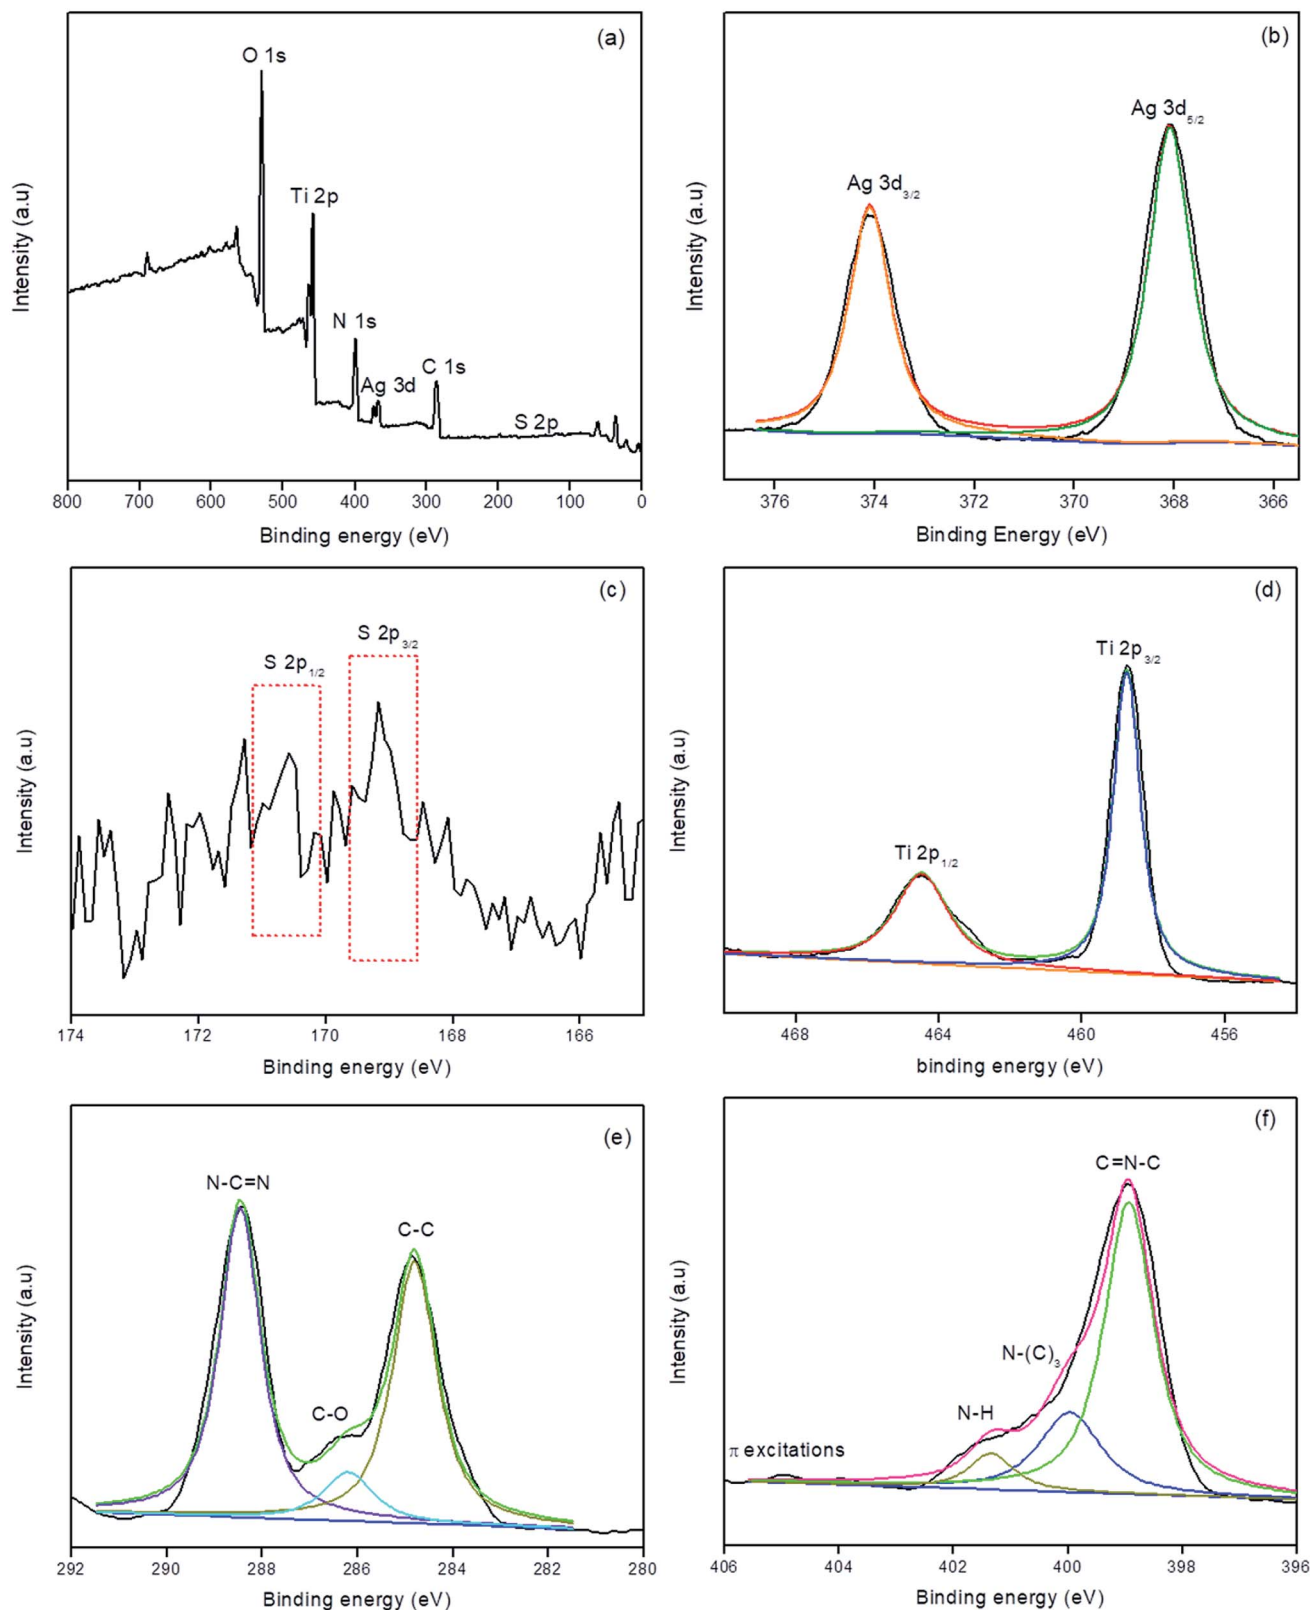 (a)
O 1s
Ti 2p
N 1s
Ag 3d
C 1s
S 2p
Intensity (a.u)
800 700 600 500 400 300 200 100 0
Binding energy (eV)
(b)
Ag 3d5/2
Ag 3d3/2
Intensity (a.u)
376 374 372 370 368 366
Binding Energy (eV)
(c)
S 2p3/2
S 2p1/2
Intensity (a.u)
174 172 170 168 166
Binding energy (eV)
(d)
Ti 2p3/2
Ti 2p1/2
Intensity (a.u)
468 464 460 456
binding energy (eV)
(e)
N-C=N
C-C
C-O
Intensity (a.u)
292 290 288 286 284 282 280
Binding energy (eV)
(f)
C=N-C
N-(C)3
N-H
π excitations
Intensity (a.u)
406 404 402 400 398 396
Binding energy (eV)